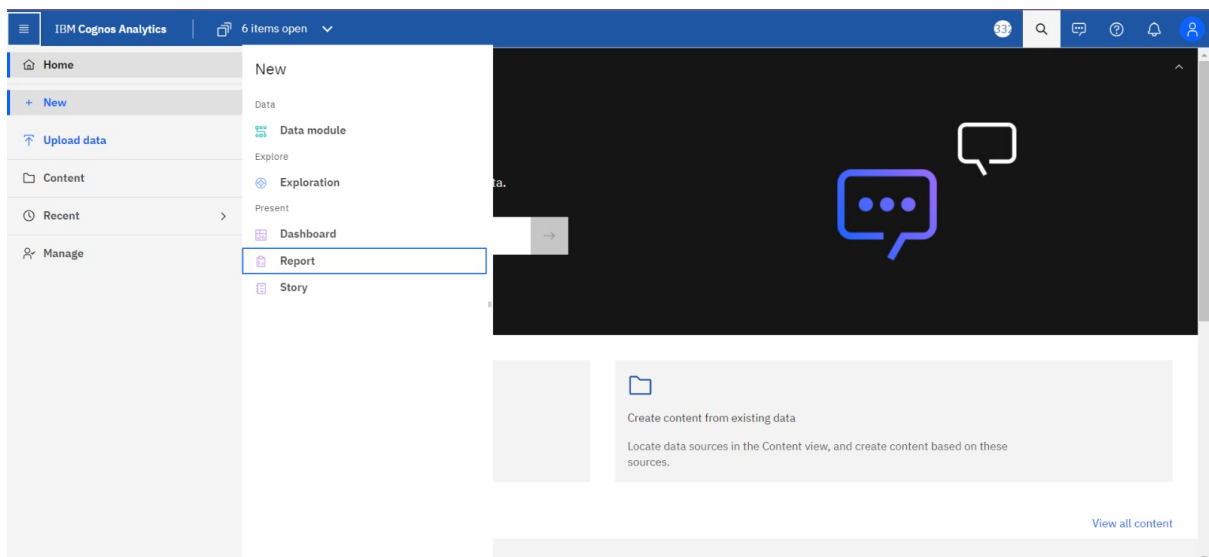 IBM Cognos Analytics
6 items open
Home
New
Upload data
Content
Recent
Manage
New
Data
Data module
Explore
Exploration
Present
Dashboard
Report
Story
ta.
Create content from existing data
Locate data sources in the Content view, and create content based on these
sources.
View all content